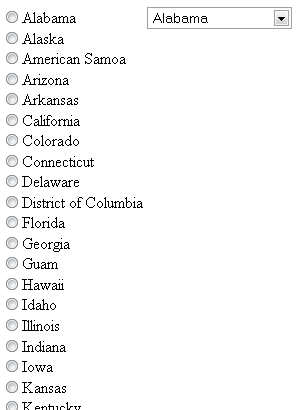 Alabama
Alabama
Alaska
American Samoa
Arizona
Arkansas
California
Colorado
Connecticut
Delaware
District of Columbia
Florida
Georgia
Guam
Hawaii
Idaho
Illinois
Indiana
Iowa
Kansas
Kentucky